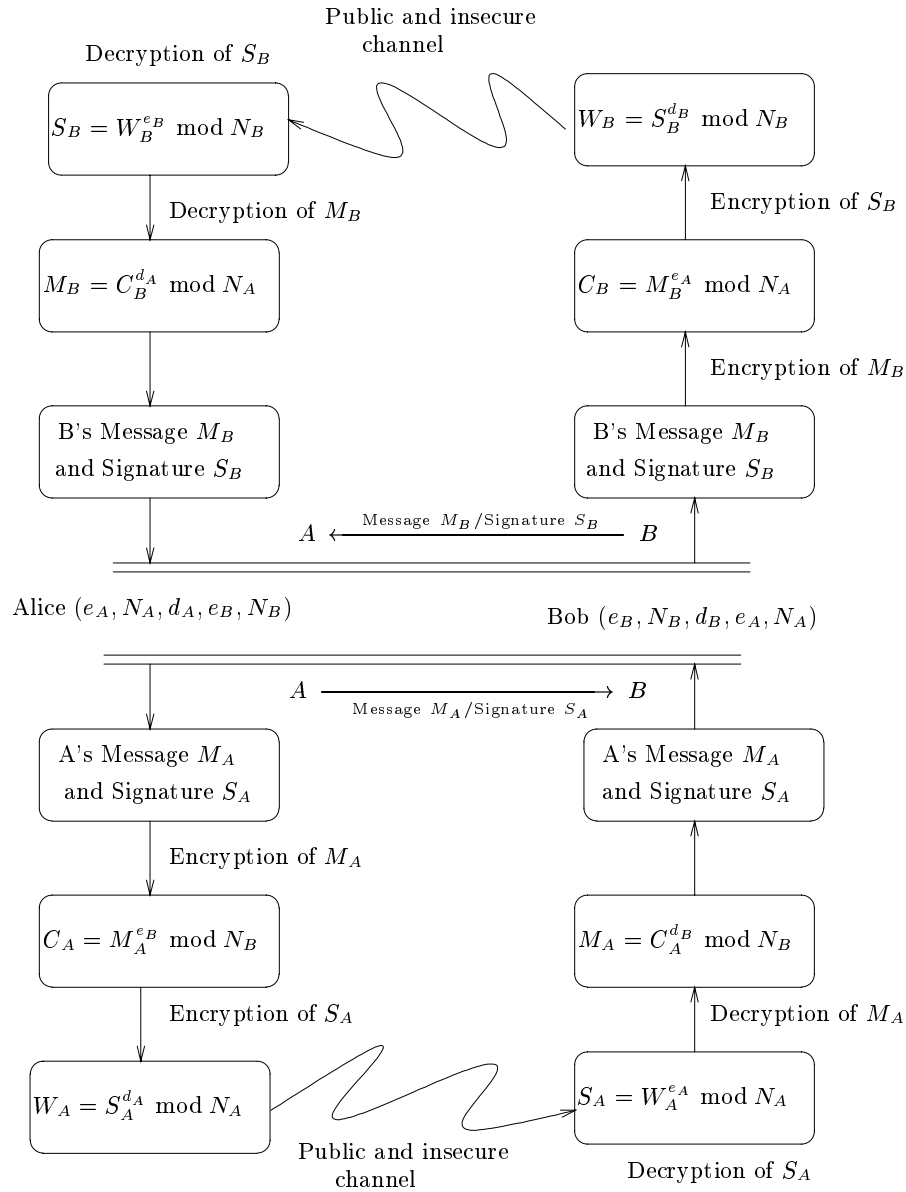 Public and insecure
channel
Decryption of S_B
S_B = W_B^{e_B} mod N_B
W_B = S_B^{d_B} mod N_B
Decryption of M_B
Encryption of S_B
M_B = C_B^{d_A} mod N_A
C_B = M_B^{e_A} mod N_A
Encryption of M_B
B's Message M_B
and Signature S_B
B's Message M_B
and Signature S_B
A Message M_B/Signature S_B B
Alice (e_A, N_A, d_A, e_B, N_B)
Bob (e_B, N_B, d_B, e_A, N_A)
A Message M_A/Signature S_A B
A's Message M_A
and Signature S_A
A's Message M_A
and Signature S_A
Encryption of M_A
C_A = M_A^{e_B} mod N_B
M_A = C_A^{d_B} mod N_B
Encryption of S_A
Decryption of M_A
W_A = S_A^{d_A} mod N_A
S_A = W_A^{e_A} mod N_A
Public and insecure
channel
Decryption of S_A